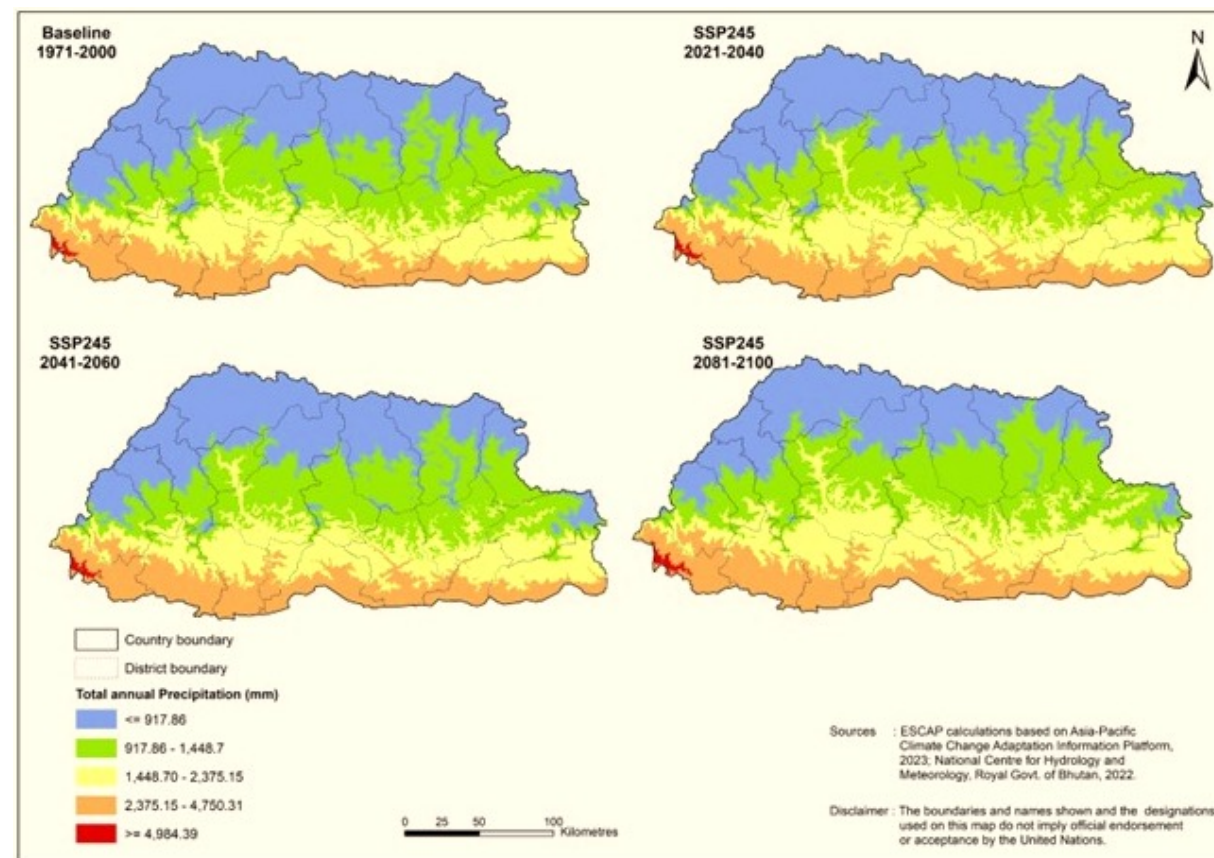 Baseline
1971-2000
SSP245
2021-2040
N
SSP245
2041-2060
SSP245
2081-2100
Country boundary
District boundary
Total annual Precipitation (mm)
<= 917.86
917.86 - 1,448.7
1,448.70 - 2,375.15
2,375.15 - 4,750.31
>= 4,984.39
0 25 50 100
Kilometres
Sources : ESCAP calculations based on Asia-Pacific
Climate Change Adaptation Information Platform,
2023; National Centre for Hydrology and
Meteorology, Royal Govt. of Bhutan, 2022.
Disclaimer : The boundaries and names shown and the designations
used on this map do not imply official endorsement
or acceptance by the United Nations.